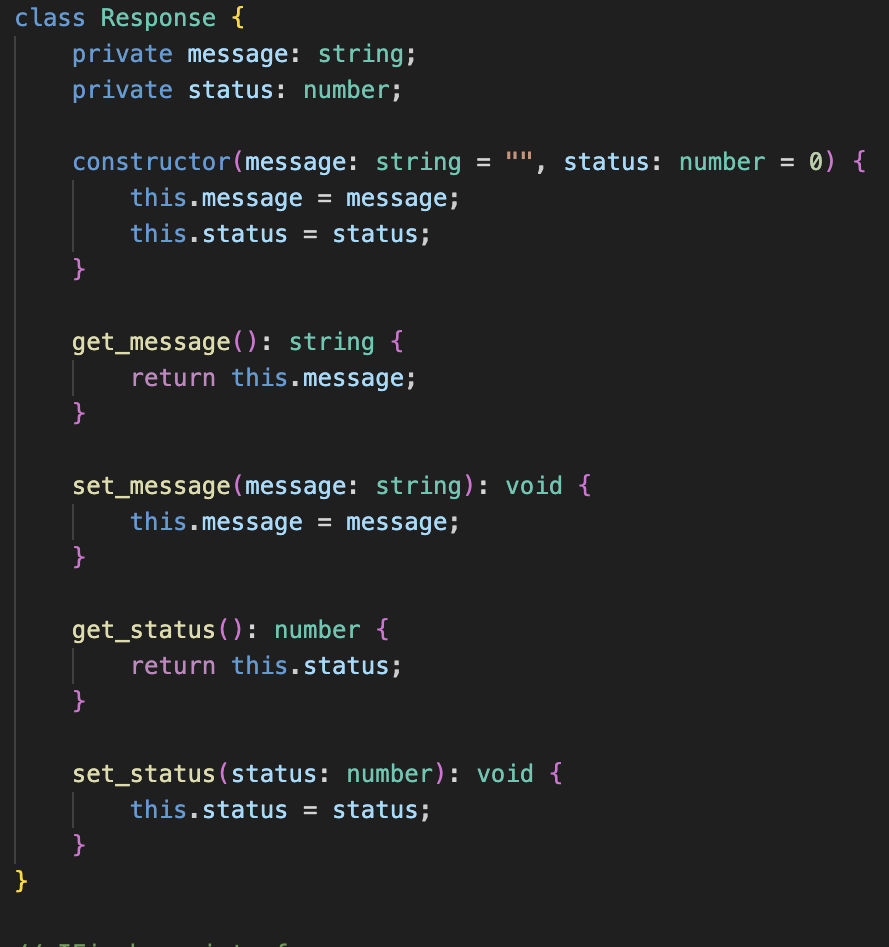 class Response {
    private message: string;
    private status: number;

    constructor(message: string = "", status: number = 0) {
        this.message = message;
        this.status = status;
    }

    get_message(): string {
        return this.message;
    }

    set_message(message: string): void {
        this.message = message;
    }

    get_status(): number {
        return this.status;
    }

    set_status(status: number): void {
        this.status = status;
    }
}